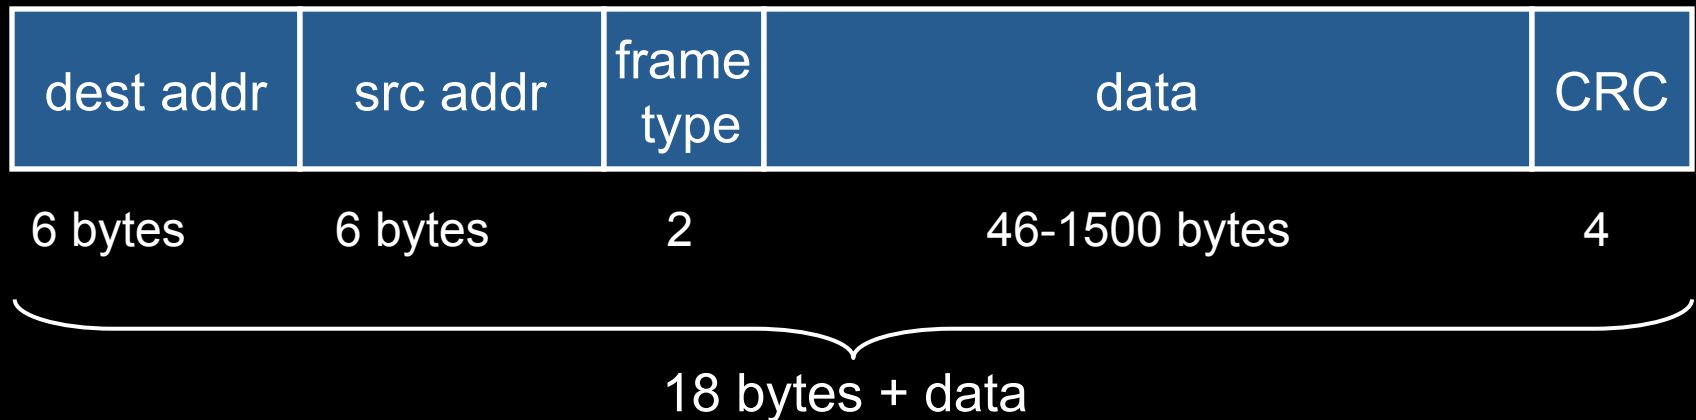 dest addr
src addr
frame
type
data
CRC
6 bytes
6 bytes
2
46-1500 bytes
4
18 bytes + data